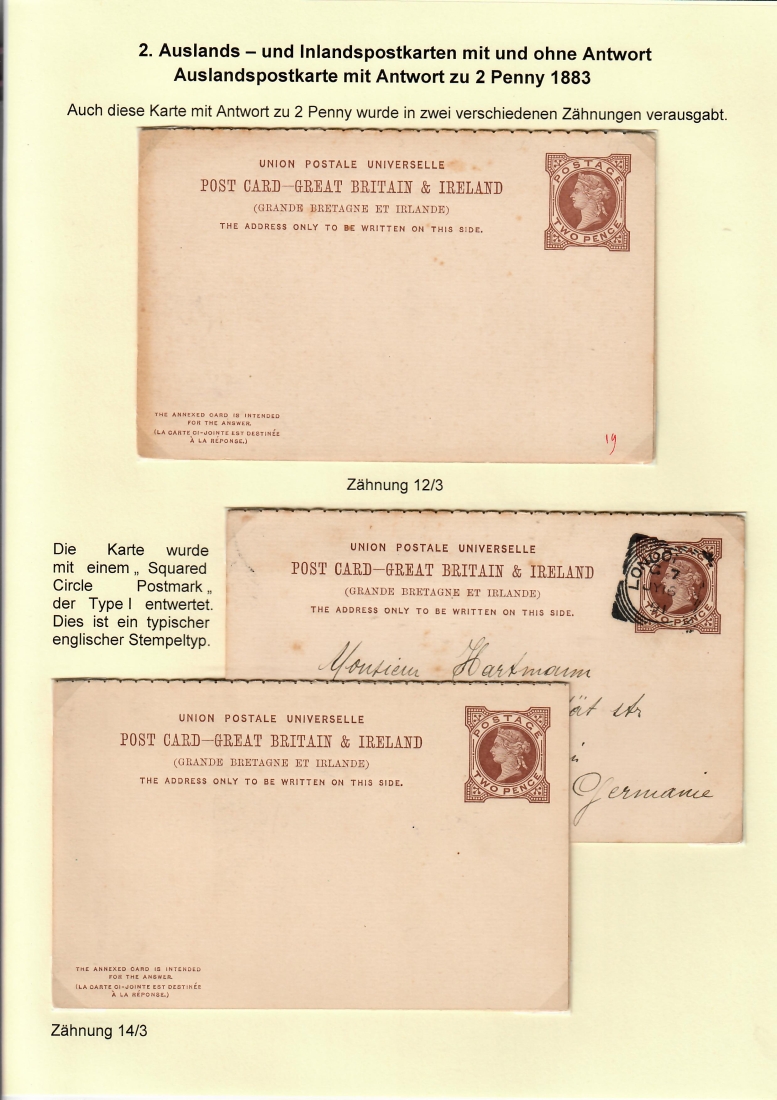 2. Auslands – und Inlandspostkarten mit und ohne Antwort
Auslandspostkarte mit Antwort zu 2 Penny 1883
Auch diese Karte mit Antwort zu 2 Penny wurde in zwei verschiedenen Zähnungen verausgabt.
UNION POSTALE UNIVERSELLE
POST CARD—GREAT BRITAIN & IRELAND
(GRANDE BRETAGNE ET IRLANDE)
THE ADDRESS ONLY TO BE WRITTEN ON THIS SIDE.
POSTAGE
TWO PENCE
THE ANNEXED CARD IS INTENDED
FOR THE ANSWER.
(LA CARTE CI-JOINTE EST DESTINÉE
À LA RÉPONSE.)
19
Zähnung 12/3
Die Karte wurde
mit einem „ Squared
Circle Postmark „
der Type I entwertet.
Dies ist ein typischer
englischer Stempeltyp.
UNION POSTALE UNIVERSELLE
POST CARD—GREAT BRITAIN & IRELAND
(GRANDE BRETAGNE ET IRLANDE)
THE ADDRESS ONLY TO BE WRITTEN ON THIS SIDE.
TWO PENCE
Monsieur Hartmann
ät str
Germanie
UNION POSTALE UNIVERSELLE
POST CARD—GREAT BRITAIN & IRELAND
(GRANDE BRETAGNE ET IRLANDE)
THE ADDRESS ONLY TO BE WRITTEN ON THIS SIDE.
POSTAGE
TWO PENCE
THE ANNEXED CARD IS INTENDED
FOR THE ANSWER.
(LA CARTE CI-JOINTE EST DESTINÉE
À LA RÉPONSE.)
Zähnung 14/3